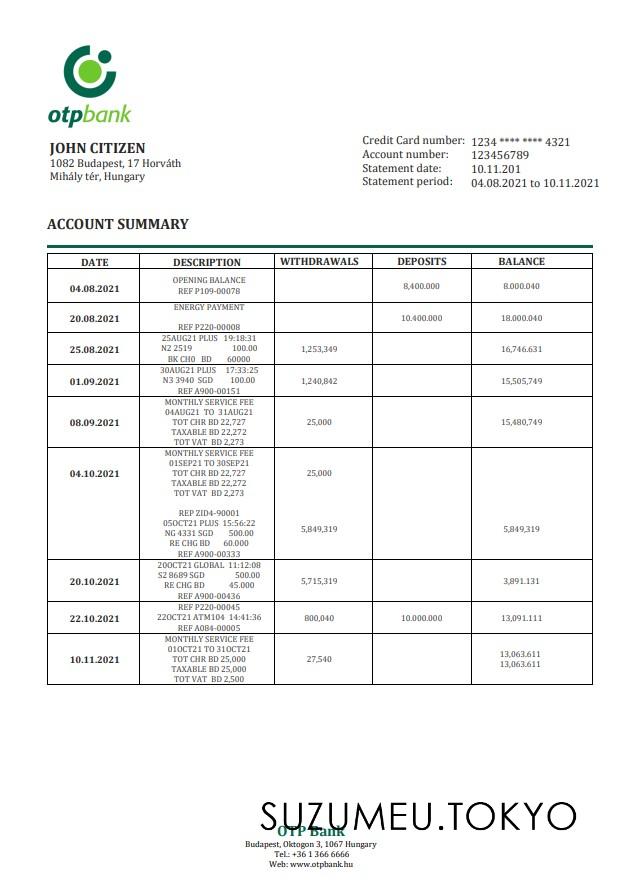 otpbank
JOHN CITIZEN
1082 Budapest, 17 Horváth
Mihály tér, Hungary
Credit Card number: 1234 **** **** 4321
Account number: 123456789
Statement date: 10.11.201
Statement period: 04.08.2021 to 10.11.2021
ACCOUNT SUMMARY
DATE DESCRIPTION WITHDRAWALS DEPOSITS BALANCE
OPENING BALANCE
04.08.2021 8,400.000 8.000.040
REF P109-00078
ENERGY PAYMENT
20.08.2021 10.400.000 18.000.040
REF P220-00008
25AUG21 PLUS 19:18:31
25.08.2021 N2 2519 100.00 1,253,349 16,746.631
BK CH0 BD 60000
30AUG21 PLUS 17:33:25
01.09.2021 N3 3940 SGD 100.00 1,240,842 15,505,749
REF A900-00151
MONTHLY SERVICE FEE
04AUG21 TO 31AUG21
08.09.2021 TOT CHR BD 22,727 25,000 15,480,749
TAXABLE BD 22,272
TOT VAT BD 2,273
MONTHLY SERVICE FEE
01SEP21 TO 30SEP21
04.10.2021 TOT CHR BD 22,727 25,000
TAXABLE BD 22,272
TOT VAT BD 2,273
REP ZID4-90001
05OCT21 PLUS 15:56:22
NG 4331 SGD 500.00 5,849,319 5,849,319
RE CHG BD 60.000
REF A900-00333
20OCT21 GLOBAL 11:12:08
20.10.2021 S2 8689 SGD 500.00 5,715,319 3,891.131
RE CHG BD 45.000
REF A900-00436
REF P220-00045
22.10.2021 22OCT21 ATM104 14:41:36 800,040 10.000.000 13,091.111
REF A084-00005
MONTHLY SERVICE FEE
01OCT21 TO 31OCT21
10.11.2021 TOT CHR BD 25,000 27,540 13,063.611
TAXABLE BD 25,000 13,063.611
TOT VAT BD 2,500
SUZUMEU.TOKYO
OTP Bank
Budapest, Oktogon 3, 1067 Hungary
Tel.: +36 1 366 6666
Web: www.otpbank.hu